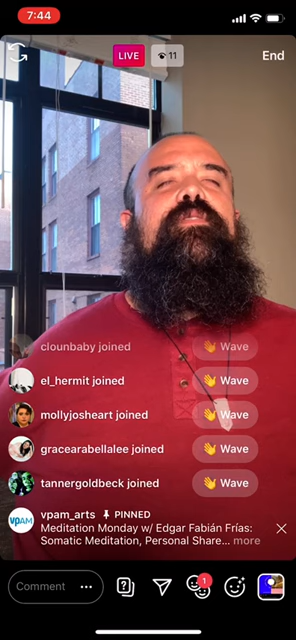 7:44
LIVE 11 End
clounbaby joined 👋 Wave
el_hermit joined 👋 Wave
mollyjosheart joined 👋 Wave
gracearabellalee joined 👋 Wave
tannergoldbeck joined 👋 Wave
vpam_arts PINNED
VPAM
Meditation Monday w/ Edgar Fabián Frías:
Somatic Meditation, Personal Share... more
Comment
1